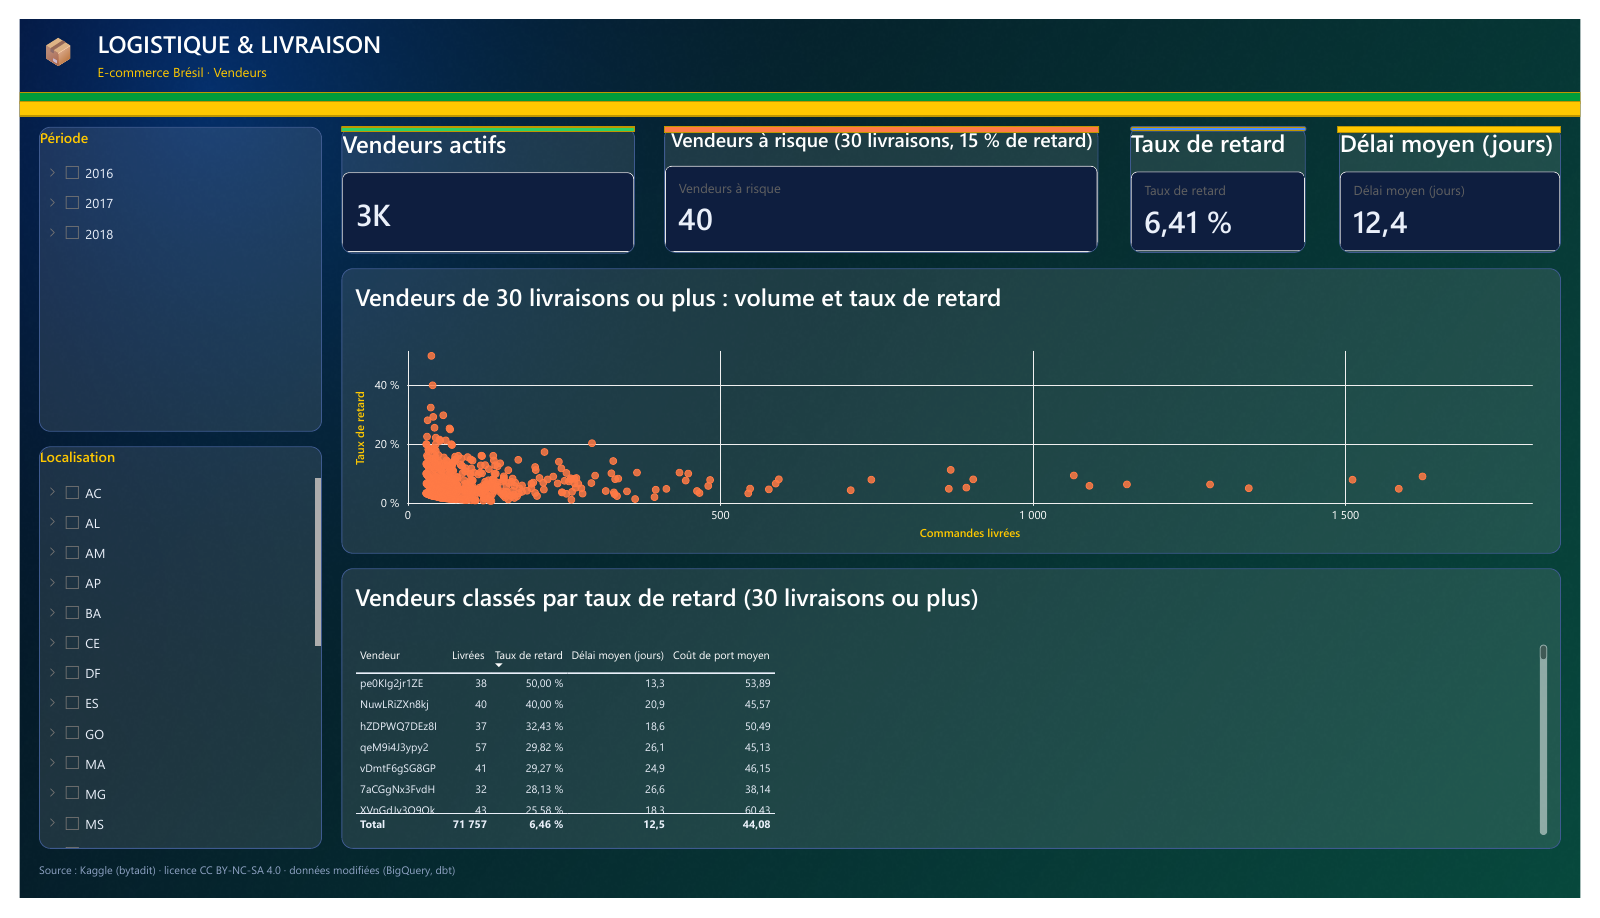 LOGISTIQUE & LIVRAISON
E-commerce Brésil · Vendeurs
Période
2016
2017
2018
Localisation
AC
AL
AM
AP
BA
CE
DF
ES
GO
MA
MG
MS
Vendeurs actifs
3K
Vendeurs à risque (30 livraisons, 15 % de retard)
Vendeurs à risque
40
Taux de retard
Taux de retard
6,41 %
Délai moyen (jours)
Délai moyen (jours)
12,4
Vendeurs de 30 livraisons ou plus : volume et taux de retard
Taux de retard
40 %
20 %
0 %
0 500 1 000 1 500
Commandes livrées
Vendeurs classés par taux de retard (30 livraisons ou plus)
Vendeur Livrées Taux de retard Délai moyen (jours) Coût de port moyen
pe0KIg2jr1ZE 38 50,00 % 13,3 53,89
NuwLRiZXn8kj 40 40,00 % 20,9 45,57
hZDPWQ7DEz8I 37 32,43 % 18,6 50,49
qeM9i4J3ypy2 57 29,82 % 26,1 45,13
vDmtF6gSG8GP 41 29,27 % 24,9 46,15
7aCGgNx3FvdH 32 28,13 % 26,6 38,14
43 25,58 % 18,3 60,43
Total 71 757 6,46 % 12,5 44,08
Source : Kaggle (bytadit) · licence CC BY-NC-SA 4.0 · données modifiées (BigQuery, dbt)